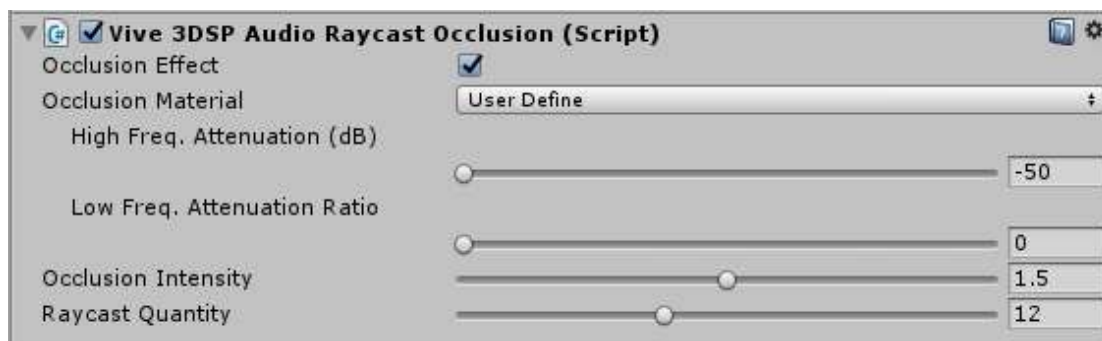 Vive 3DSP Audio Raycast Occlusion (Script)
Occlusion Effect
Occlusion Material User Define
High Freq. Attenuation (dB)
-50
Low Freq. Attenuation Ratio
0
Occlusion Intensity 1.5
Raycast Quantity 12